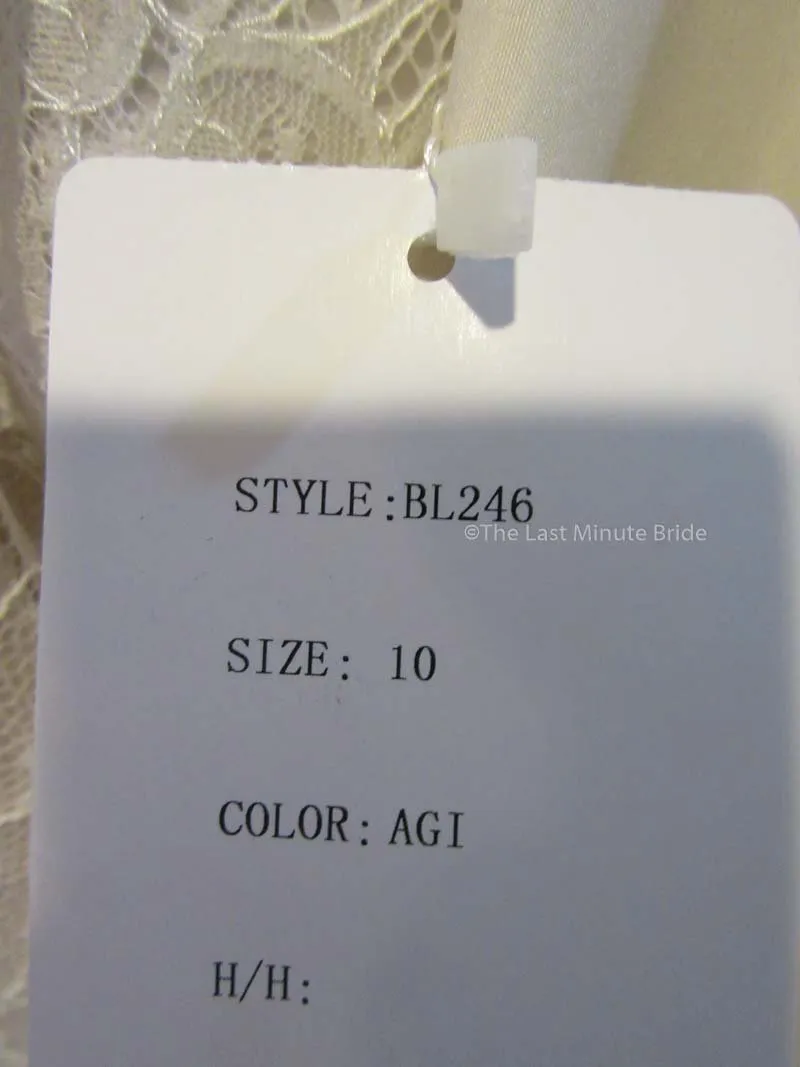 STYLE:BL246
©The Last Minute Bride
SIZE: 10
COLOR: AGI
H/H: